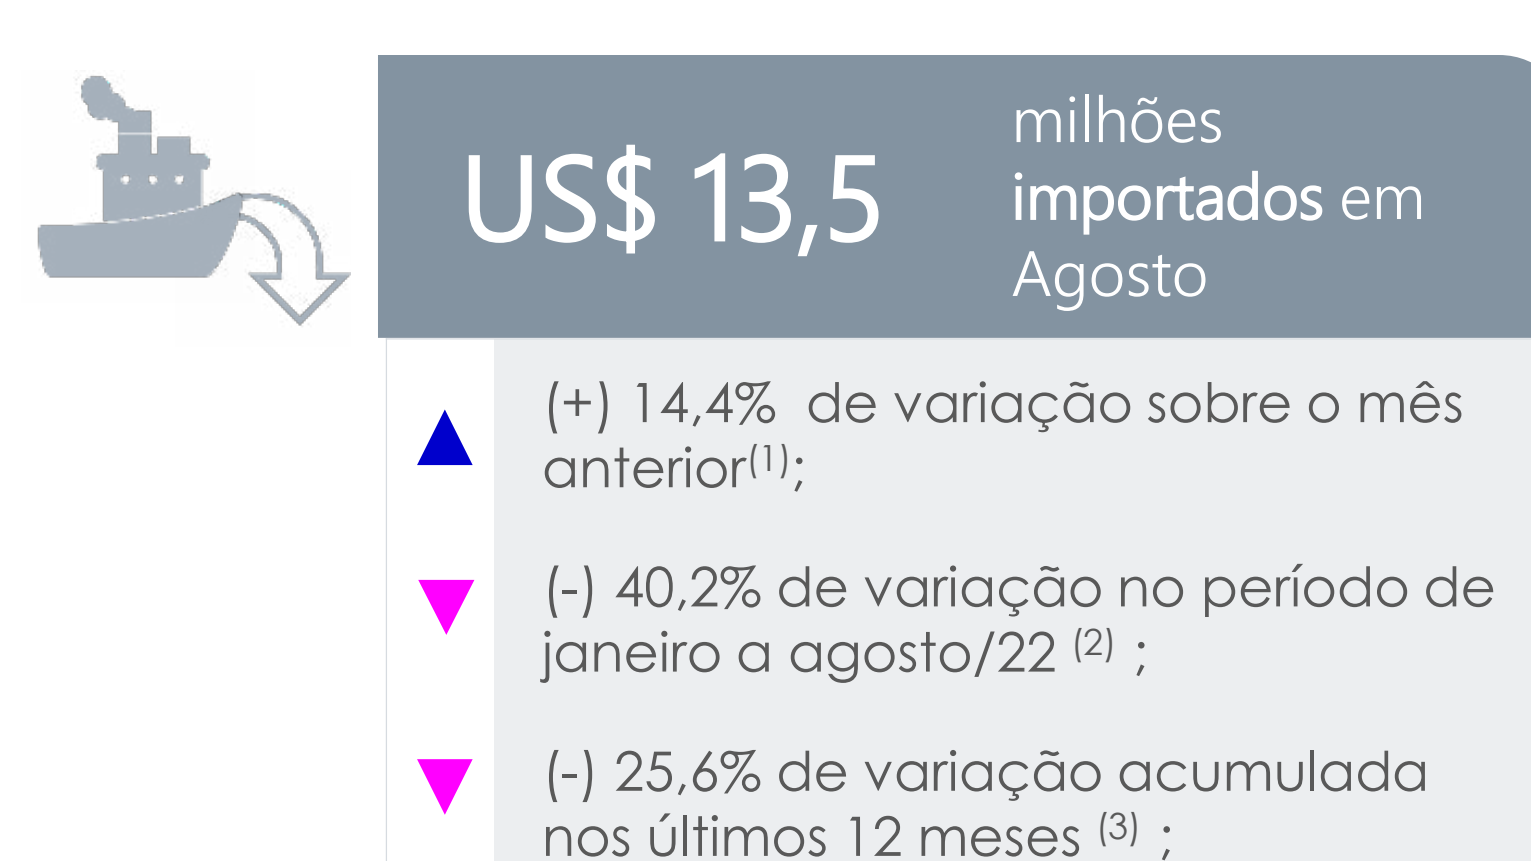 US$ 13,5
milhões
importados em
Agosto
(+) 14,4% de variação sobre o mês
anterior(1);
(-) 40,2% de variação no período de
janeiro a agosto/22 (2) ;
(-) 25,6% de variação acumulada
nos últimos 12 meses (3) ;